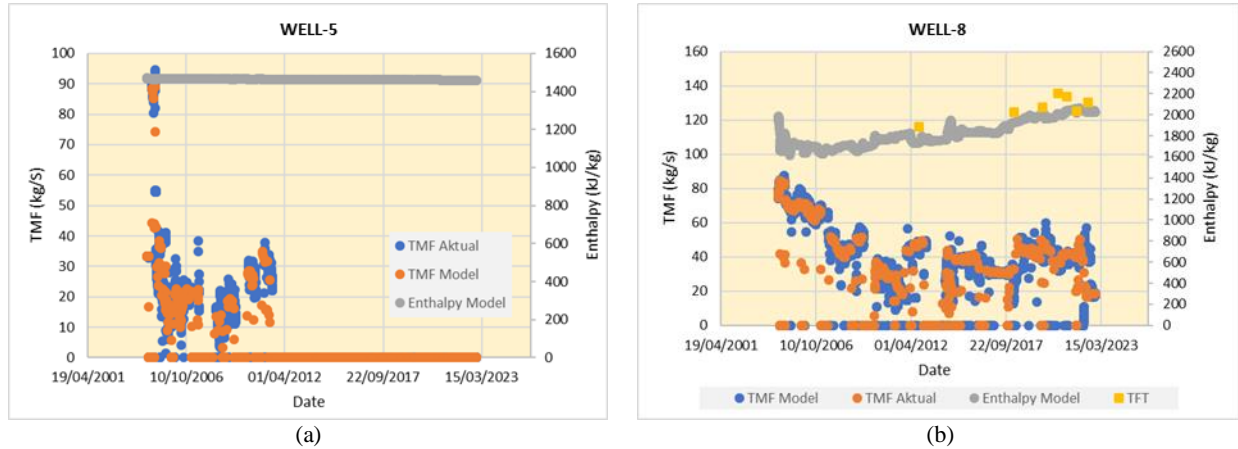 WELL-5
100
90
80
70
60
50
40
30
20
10
0
TMF (kg/S)
1600
1400
1200
1000
800
600
400
200
0
Enthalpy (kJ/kg)
TMF Aktual
TMF Model
Enthalpy Model
19/04/2001 10/10/2006 01/04/2012 22/09/2017 15/03/2023
Date
(a)
WELL-8
160
140
120
100
80
60
40
20
0
TMF (kg/s)
2600
2400
2200
2000
1800
1600
1400
1200
1000
800
600
400
200
0
Enthalpy (kJ/kg)
19/04/2001 10/10/2006 01/04/2012 22/09/2017 15/03/2023
Date
TMF Model TMF Aktual Enthalpy Model TFT
(b)